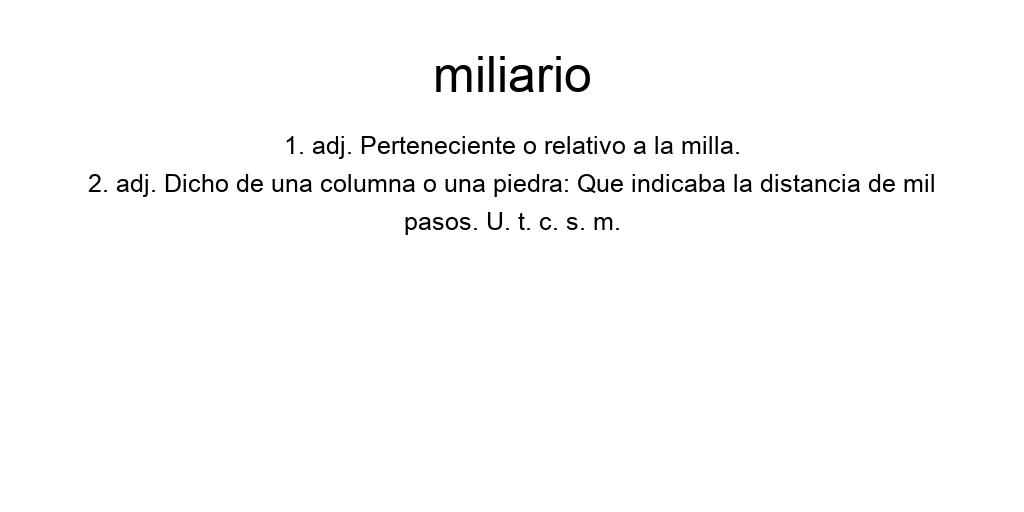 miliario
1. adj. Perteneciente o relativo a la milla.
2. adj. Dicho de una columna o una piedra: Que indicaba la distancia de mil
pasos. U. t. c. s. m.